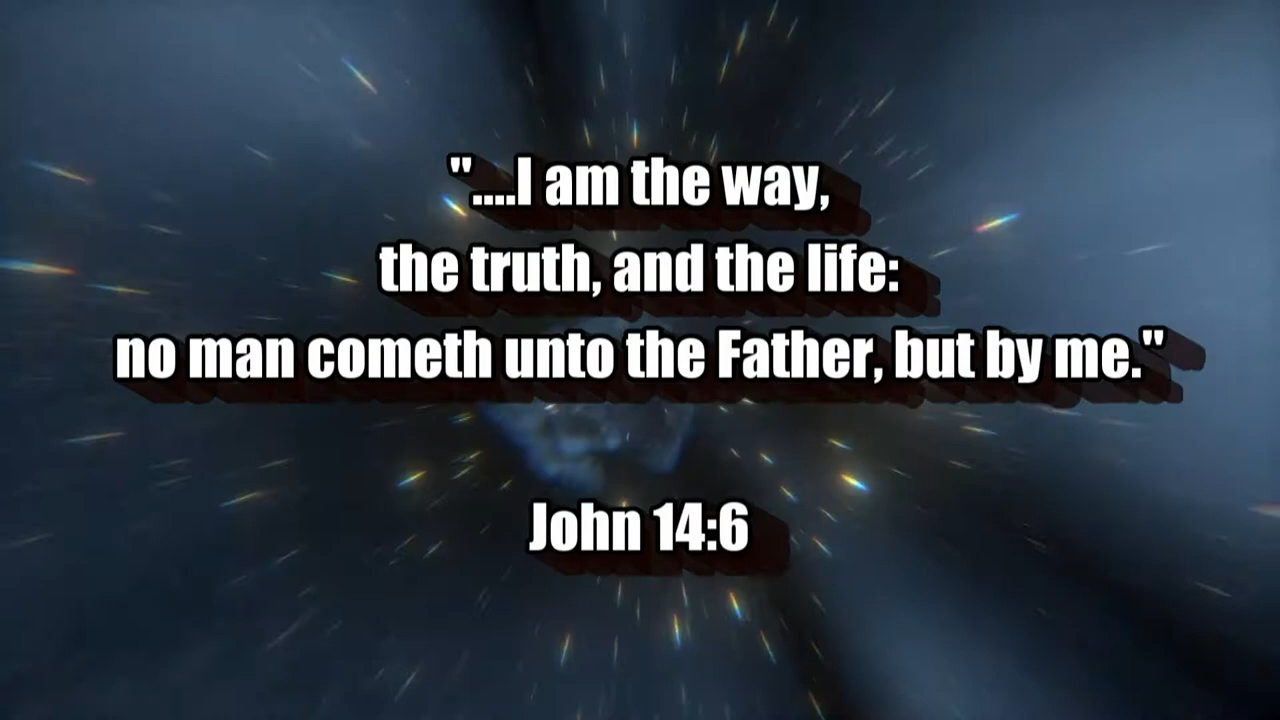 "....I am the way,
the truth, and the life:
no man cometh unto the Father, but by me."
John 14:6